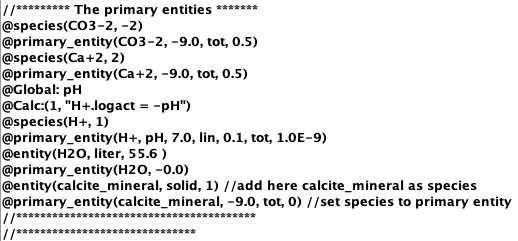 //********* The primary entities *******
@species(CO3-2, -2)
@primary_entity(CO3-2, -9.0, tot, 0.5)
@species(Ca+2, 2)
@primary_entity(Ca+2, -9.0, tot, 0.5)
@Global: pH
@Calc:(1, "H+.logact = -pH")
@species(H+, 1)
@primary_entity(H+, pH, 7.0, lin, 0.1, tot, 1.0E-9)
@entity(H2O, liter, 55.6 )
@primary_entity(H2O, -0.0)
@entity(calcite_mineral, solid, 1) //add here calcite_mineral as species
@primary_entity(calcite_mineral, -9.0, tot, 0) //set species to primary entity
//****************************************
//******************************